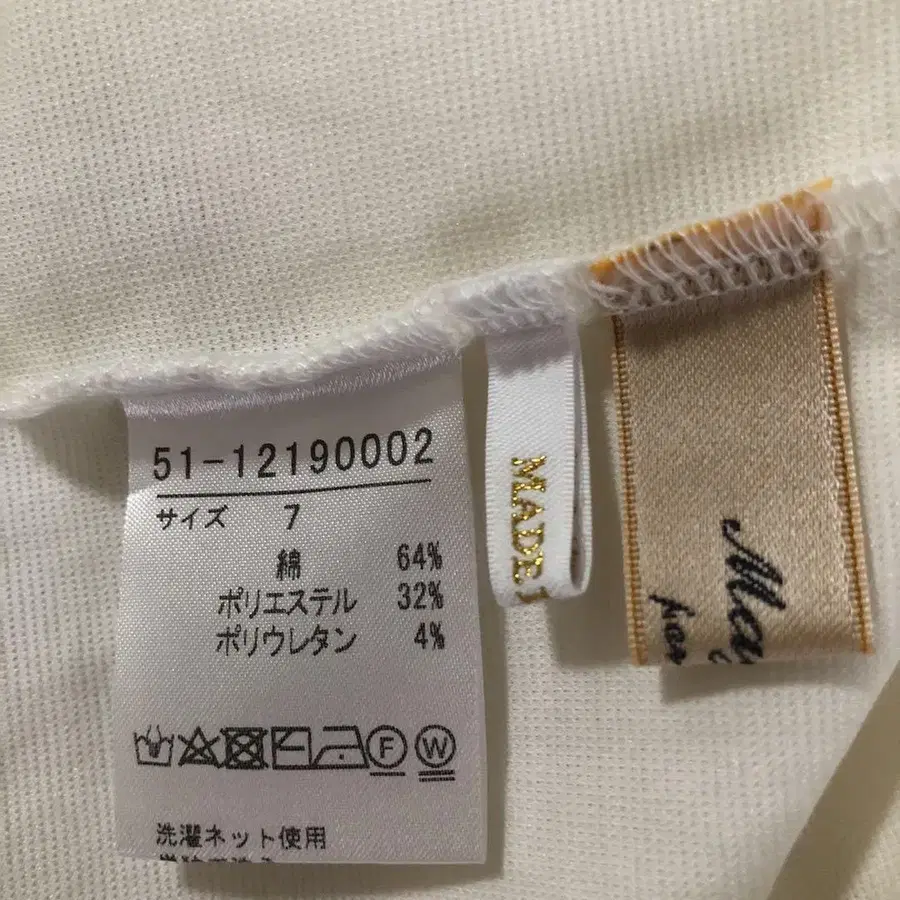 51-12190002
サイズ 7
綿 64%
ポリエステル 32%
ポリウレタン 4%
F W
洗濯ネット使用
MADE